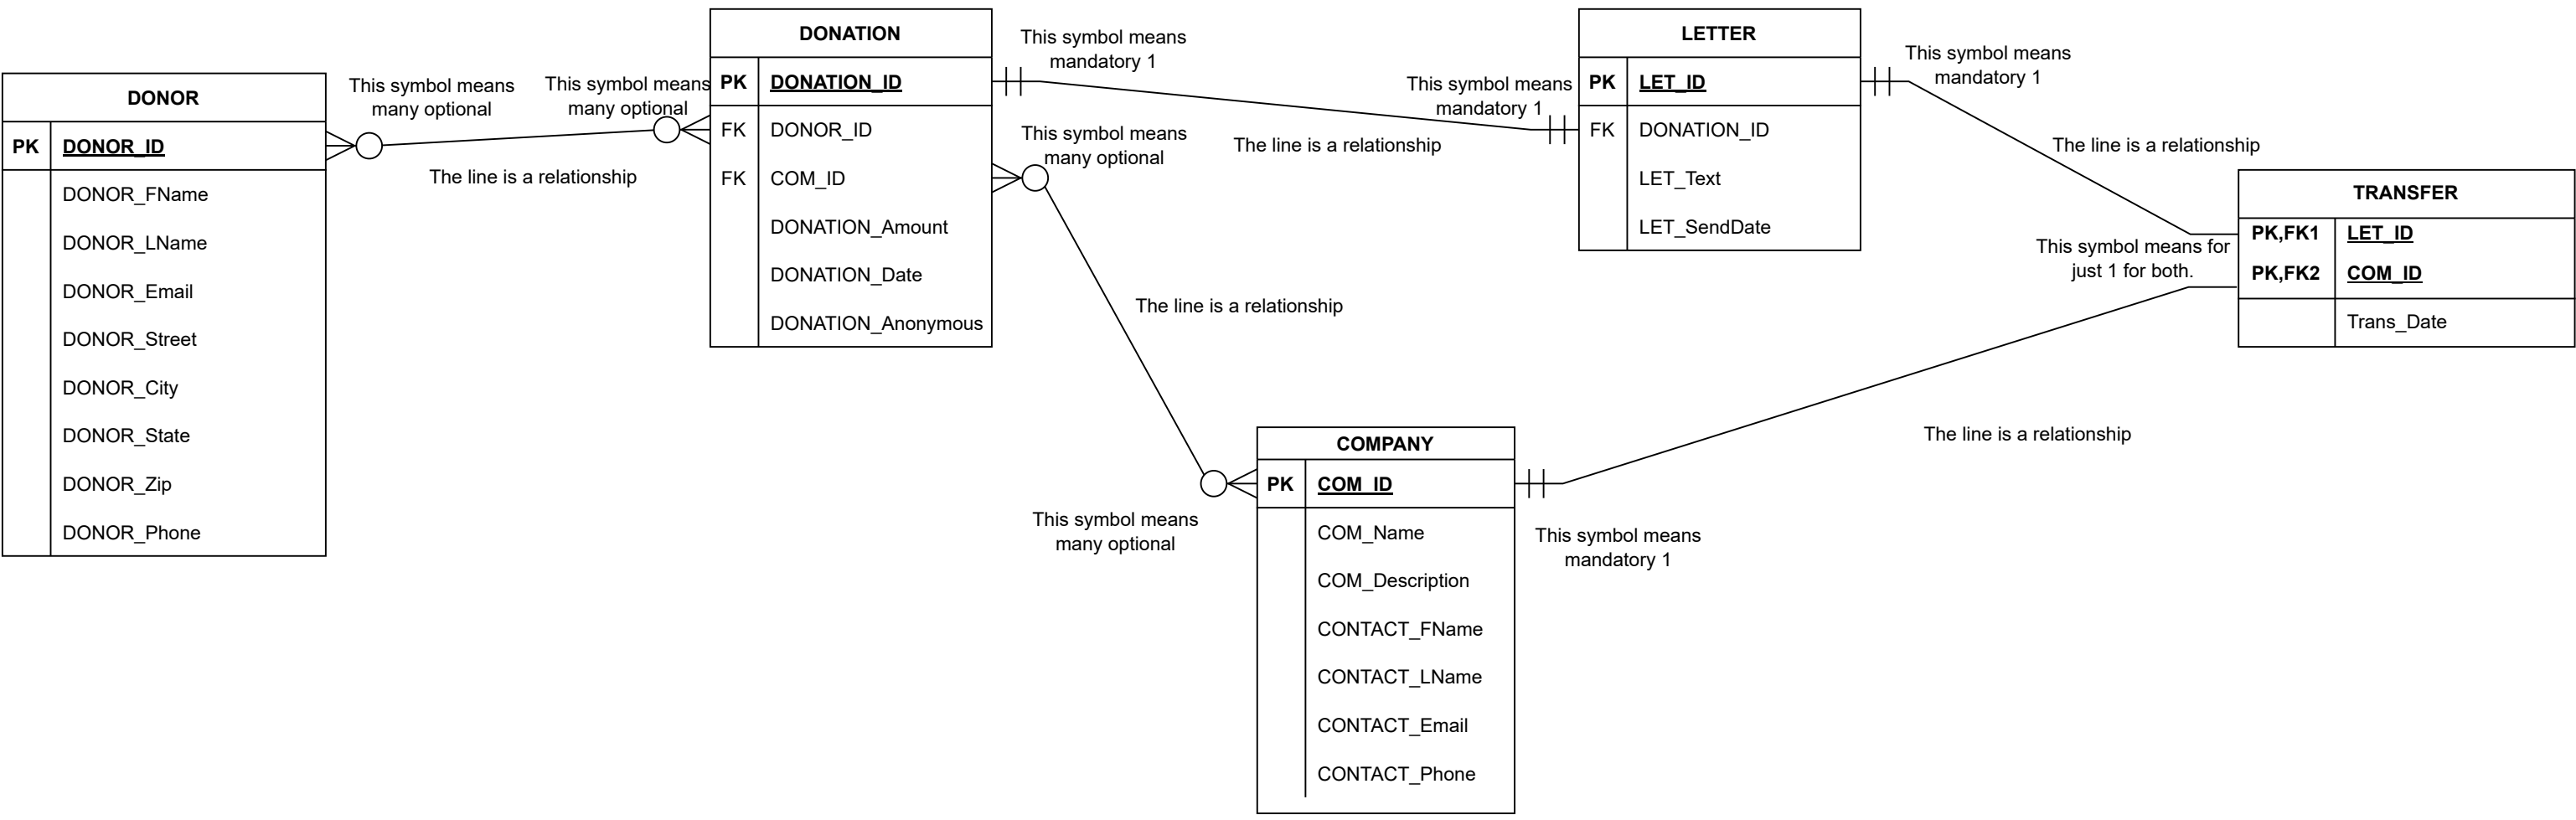 DONOR
PK DONOR_ID
DONOR_FName
DONOR_LName
DONOR_Email
DONOR_Street
DONOR_City
DONOR_State
DONOR_Zip
DONOR_Phone
This symbol means
many optional
This symbol means
many optional
The line is a relationship
DONATION
PK DONATION_ID
FK DONOR_ID
FK COM_ID
DONATION_Amount
DONATION_Date
DONATION_Anonymous
This symbol means
mandatory 1
This symbol means
mandatory 1
The line is a relationship
This symbol means
many optional
The line is a relationship
This symbol means
many optional
LETTER
PK LET_ID
FK DONATION_ID
LET_Text
LET_SendDate
This symbol means
mandatory 1
The line is a relationship
This symbol means for
just 1 for both.
TRANSFER
PK,FK1 LET_ID
PK,FK2 COM_ID
Trans_Date
The line is a relationship
COMPANY
PK COM_ID
COM_Name
COM_Description
CONTACT_FName
CONTACT_LName
CONTACT_Email
CONTACT_Phone
This symbol means
mandatory 1